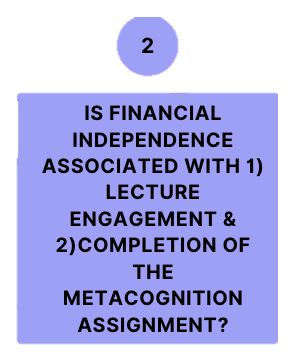 2
IS FINANCIAL
INDEPENDENCE
ASSOCIATED WITH 1)
LECTURE
ENGAGEMENT &
2)COMPLETION OF
THE
METACOGNITION
ASSIGNMENT?